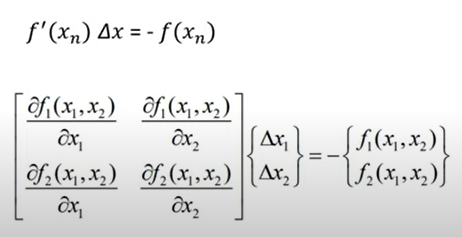 f'(xₙ) Δx = - f(xₙ)
[∂f₁(x₁,x₂)/∂x₁ ∂f₁(x₁,x₂)/∂x₂; ∂f₂(x₁,x₂)/∂x₁ ∂f₂(x₁,x₂)/∂x₂] {Δx₁; Δx₂} = -{f₁(x₁,x₂); f₂(x₁,x₂)}